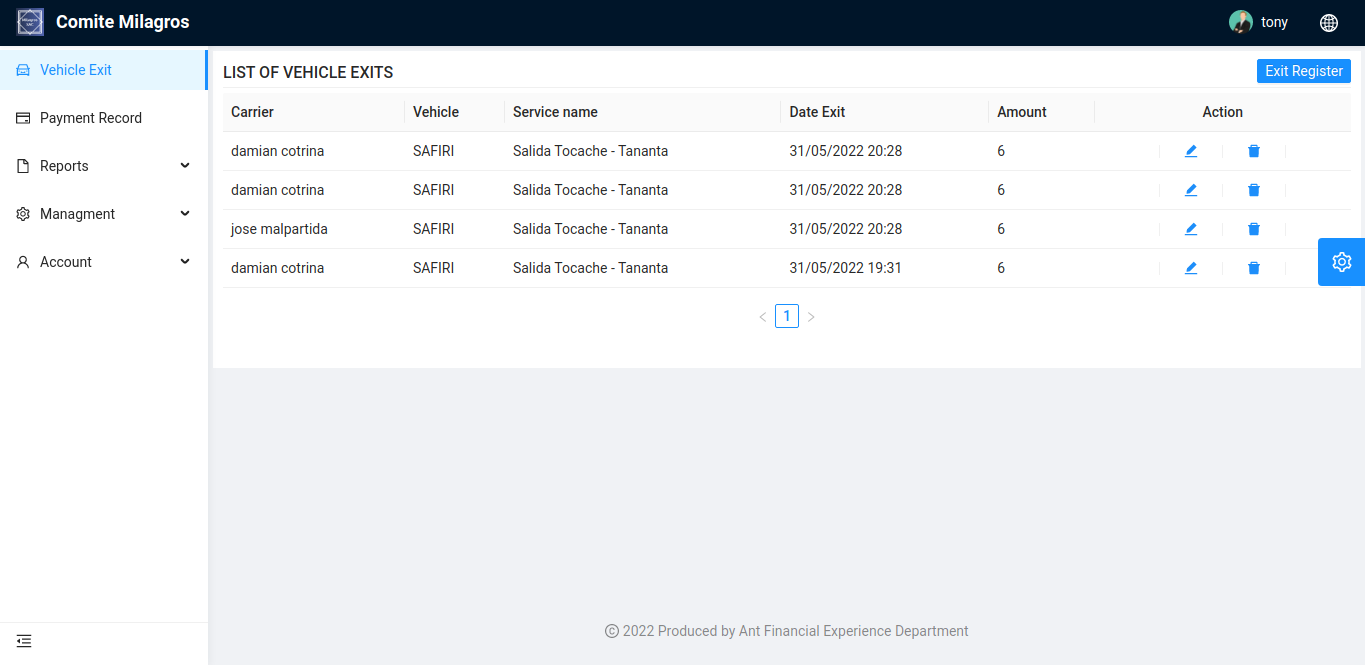 Comite Milagros
tony
Vehicle Exit
Payment Record
Reports
Managment
Account
LIST OF VEHICLE EXITS
Exit Register
Carrier Vehicle Service name Date Exit Amount Action
damian cotrina SAFIRI Salida Tocache - Tananta 31/05/2022 20:28 6
damian cotrina SAFIRI Salida Tocache - Tananta 31/05/2022 20:28 6
jose malpartida SAFIRI Salida Tocache - Tananta 31/05/2022 20:28 6
damian cotrina SAFIRI Salida Tocache - Tananta 31/05/2022 19:31 6
< 1 >
© 2022 Produced by Ant Financial Experience Department